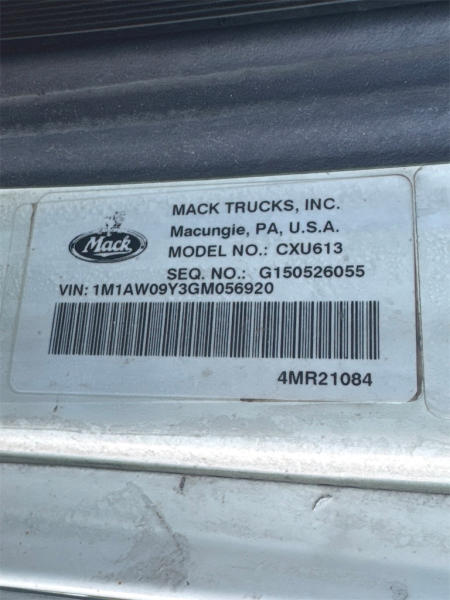 Mack
MACK TRUCKS, INC.
Macungie, PA, U.S.A.
MODEL NO.: CXU613
SEQ. NO.: G150526055
VIN: 1M1AW09Y3GM056920
4MR21084